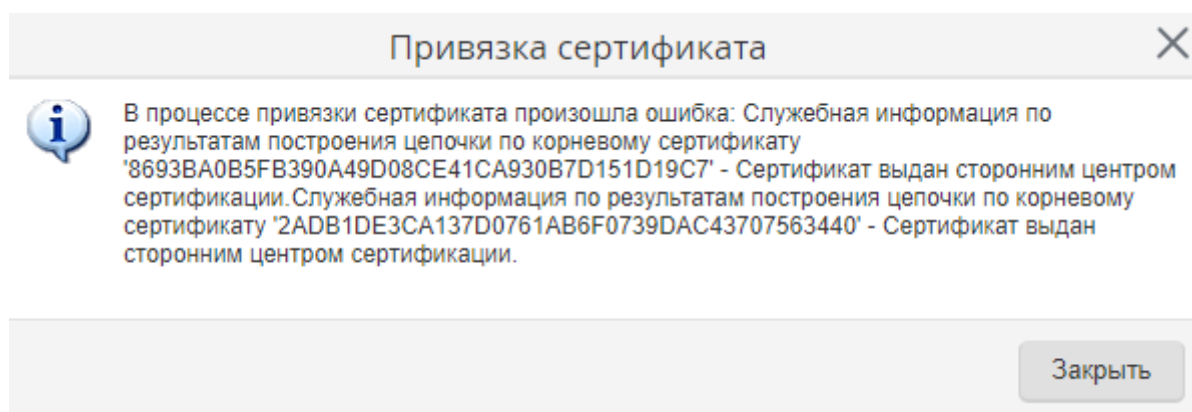 Привязка сертификата
В процессе привязки сертификата произошла ошибка: Служебная информация по
результатам построения цепочки по корневому сертификату
'8693BA0B5FB390A49D08CE41CA930B7D151D19C7' - Сертификат выдан сторонним центром
сертификации.Служебная информация по результатам построения цепочки по корневому
сертификату '2ADB1DE3CA137D0761AB6F0739DAC43707563440' - Сертификат выдан
сторонним центром сертификации.
Закрыть